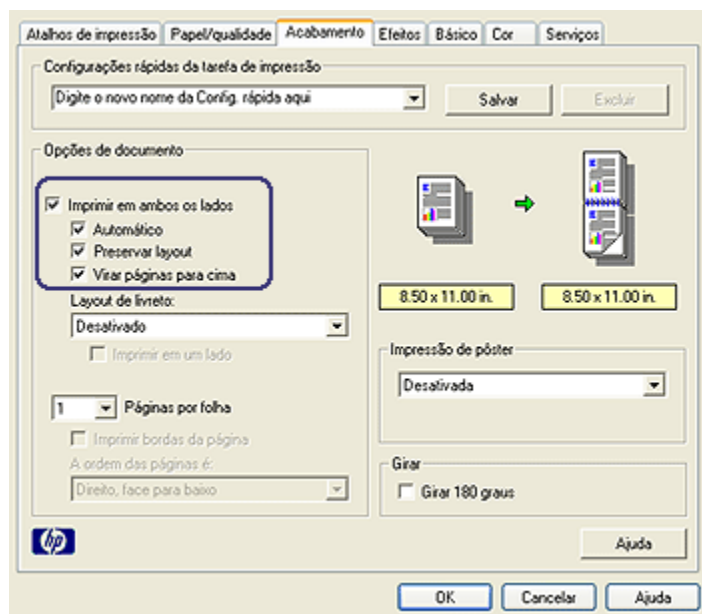 Atalhos de impressão Papel/qualidade Acabamento Efeitos Básico Cor Serviços
Configurações rápidas da tarefa de impressão
Digite o novo nome da Config. rápida aqui Salvar Excluir
Opções de documento
Imprimir em ambos os lados
Automático
Preservar layout
Virar páginas para cima
Layout de livreto:
Desativado
Imprimir em um lado
1 Páginas por folha
Imprimir bordas da página
A ordem das páginas é:
Direito, face para baixo
8.50 x 11.00 in. 8.50 x 11.00 in.
Impressão de pôster
Desativada
Girar
Girar 180 graus
hp Ajuda
OK Cancelar Ajuda